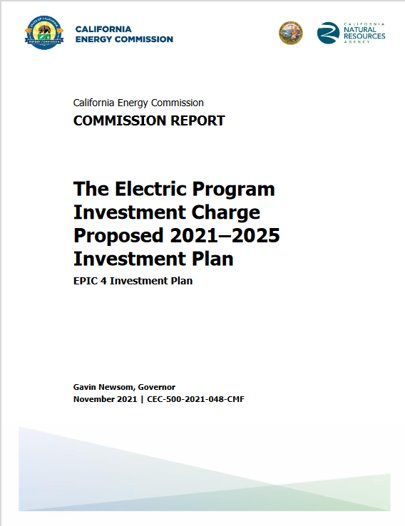 CALIFORNIA
ENERGY COMMISSION
CALIFORNIA
NATURAL
RESOURCES
AGENCY
California Energy Commission
COMMISSION REPORT
The Electric Program
Investment Charge
Proposed 2021–2025
Investment Plan
EPIC 4 Investment Plan
Gavin Newsom, Governor
November 2021 | CEC-500-2021-048-CMF